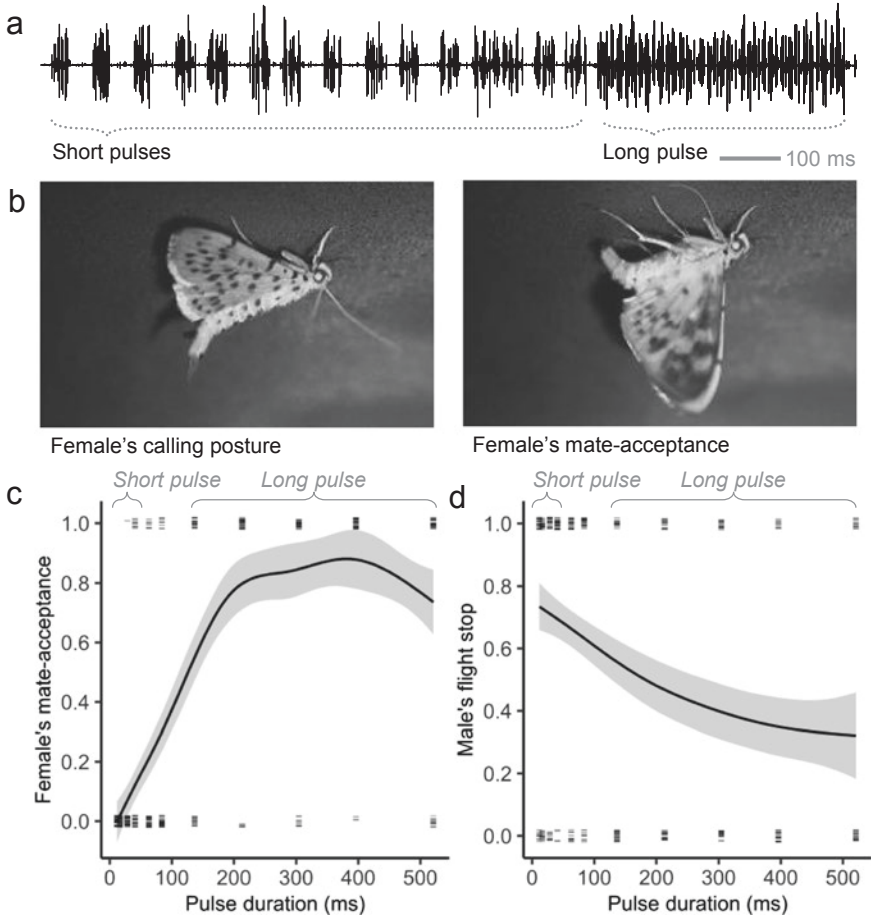 a
Short pulses
Long pulse
100 ms
b
Female's calling posture
Female's mate-acceptance
c
Short pulse
Long pulse
Female's mate-acceptance
1.0
0.8
0.6
0.4
0.2
0.0
0 100 200 300 400 500
Pulse duration (ms)
d
Short pulse
Long pulse
Male's flight stop
1.0
0.8
0.6
0.4
0.2
0.0
0 100 200 300 400 500
Pulse duration (ms)